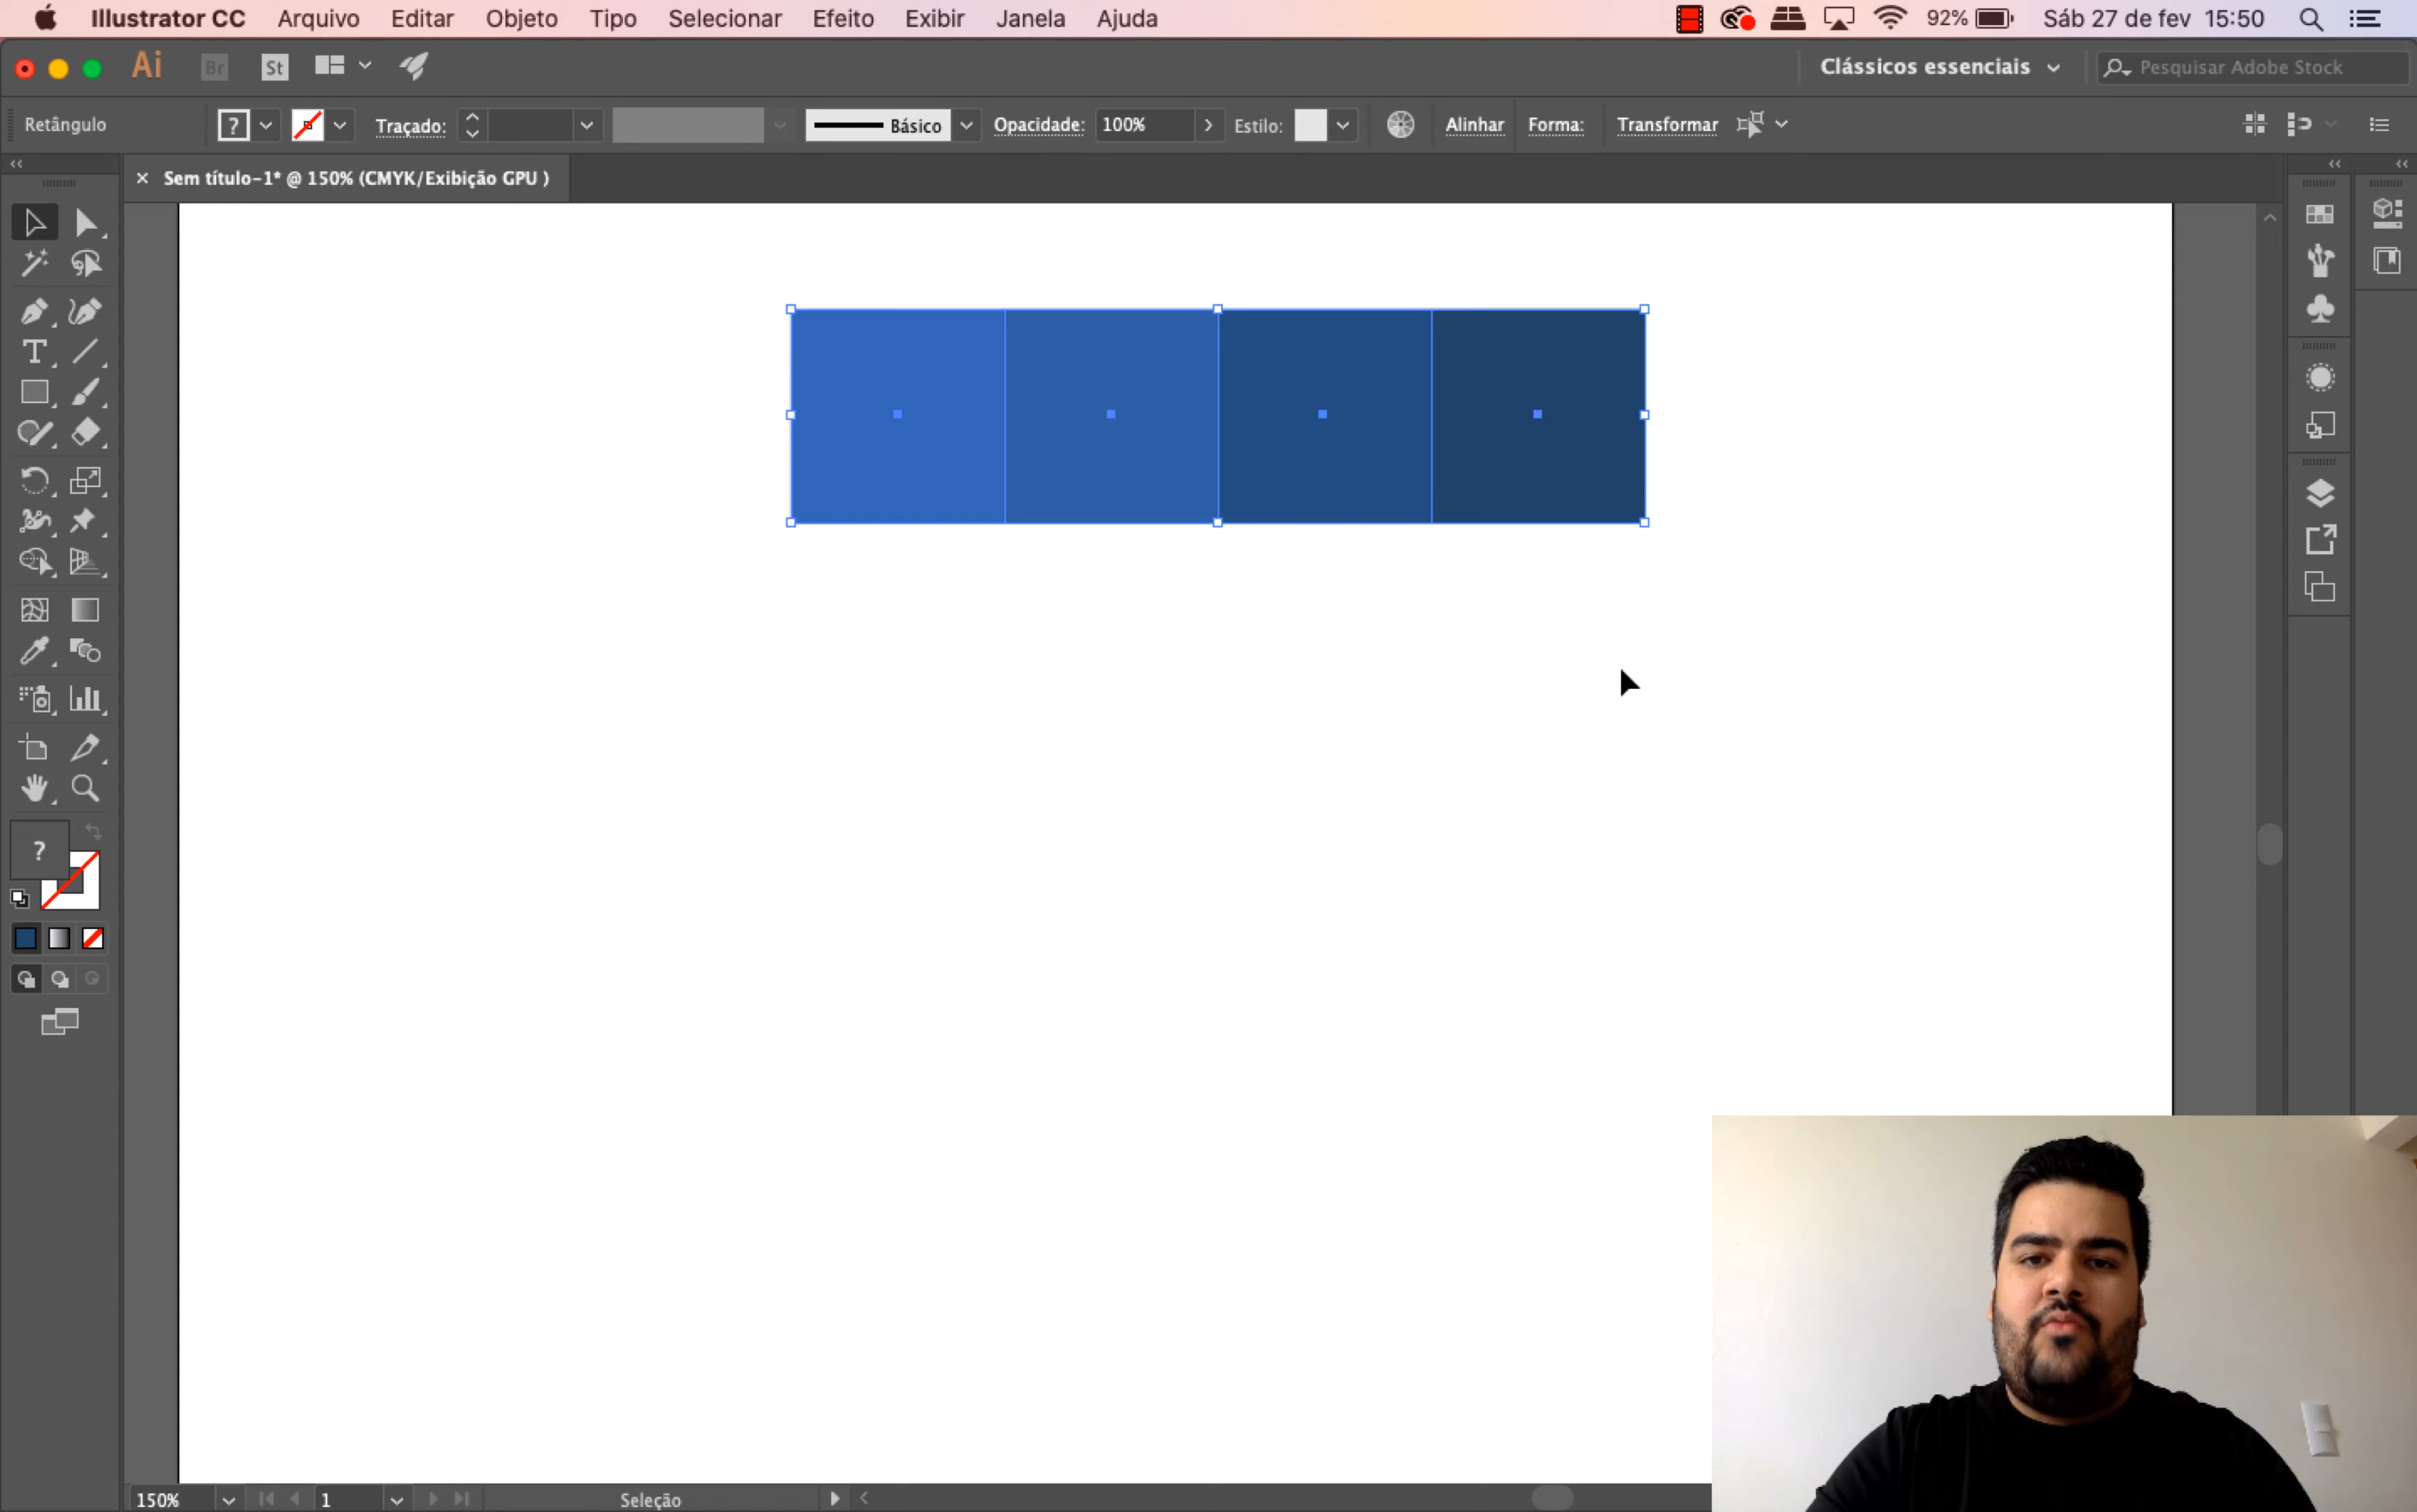 Illustrator CC Arquivo Editar Objeto Tipo Selecionar Efeito Exibir Janela Ajuda 92% Sáb 27 de fev 15:50
Ai Br St Clássicos essenciais Pesquisar Adobe Stock
Retângulo ? Traçado: Básico Opacidade: 100% Estilo: Alinhar Forma: Transformar
× Sem título-1* @ 150% (CMYK/Exibição GPU )
?
150% 1 Seleção